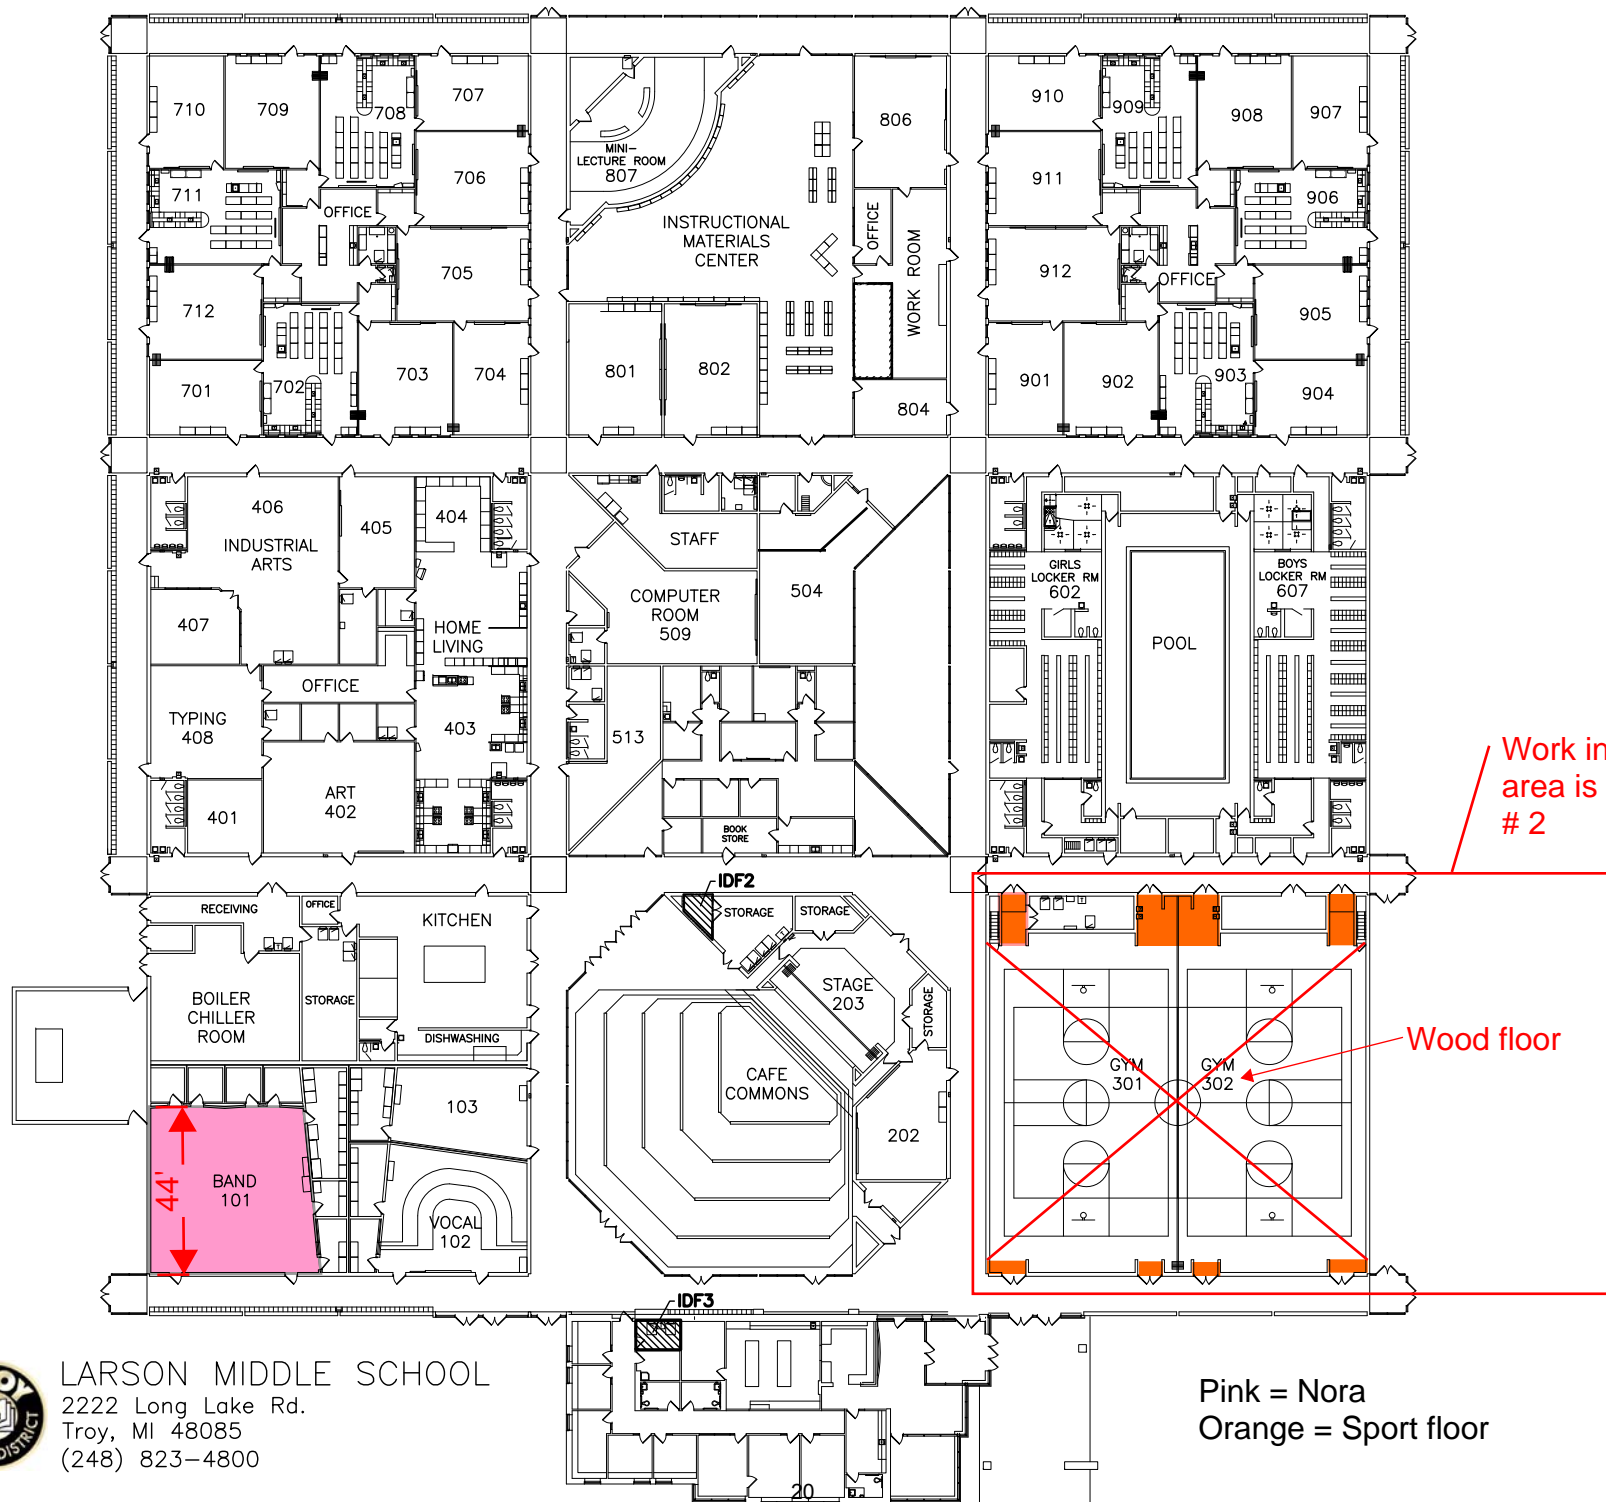 710
709
708
707
706
711
OFFICE
705
712
702
703
704
701
MINI-
LECTURE ROOM
807
INSTRUCTIONAL
MATERIALS
CENTER
806
OFFICE
WORK ROOM
801
802
804
910
909
908
907
911
906
912
OFFICE
905
901
902
903
904
406
INDUSTRIAL
ARTS
405
404
407
HOME
LIVING
OFFICE
TYPING
408
403
ART
402
401
STAFF
COMPUTER
ROOM
509
504
513
BOOK
STORE
GIRLS
LOCKER RM
602
BOYS
LOCKER RM
607
POOL
Work in
area is
# 2
RECEIVING
OFFICE
KITCHEN
BOILER
CHILLER
ROOM
STORAGE
DISHWASHING
103
44'
BAND
101
VOCAL
102
IDF2
STORAGE
STORAGE
STAGE
203
STORAGE
CAFE
COMMONS
202
GYM
301
GYM
302
Wood floor
IDF3
20
LARSON MIDDLE SCHOOL
2222 Long Lake Rd.
Troy, MI 48085
(248) 823-4800
OY
DISTRICT
Pink = Nora
Orange = Sport floor